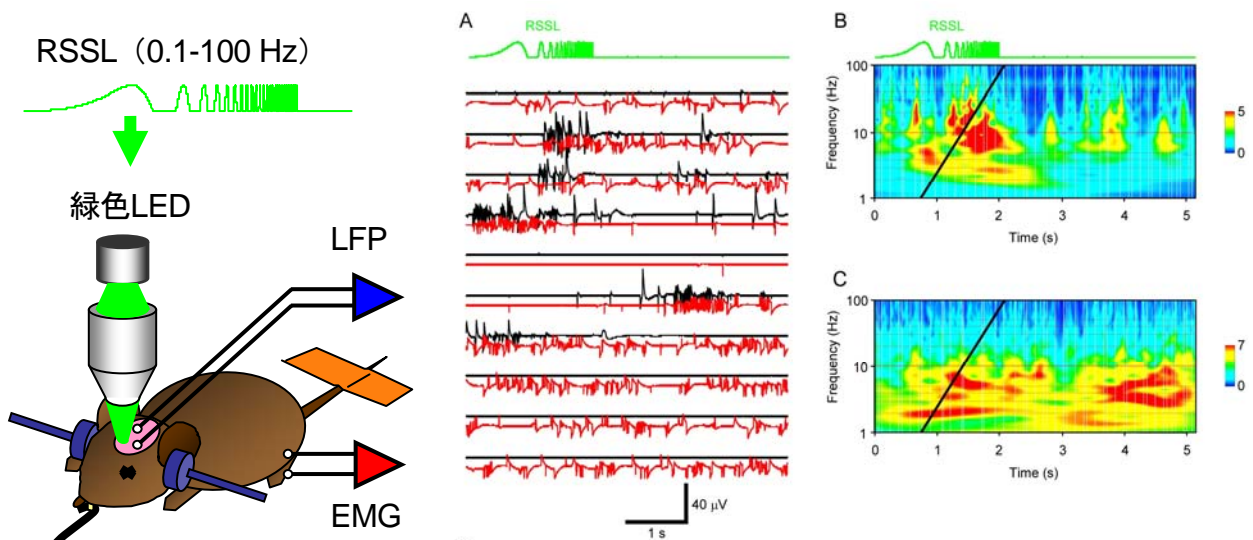 RSSL（0.1-100 Hz）
緑色LED
LFP
EMG
A
RSSL
40 μV
1 s
B
RSSL
Frequency (Hz)
100
10
1
0
1
2
3
4
5
Time (s)
5
0
C
Frequency (Hz)
100
10
1
0
1
2
3
4
5
Time (s)
7
0